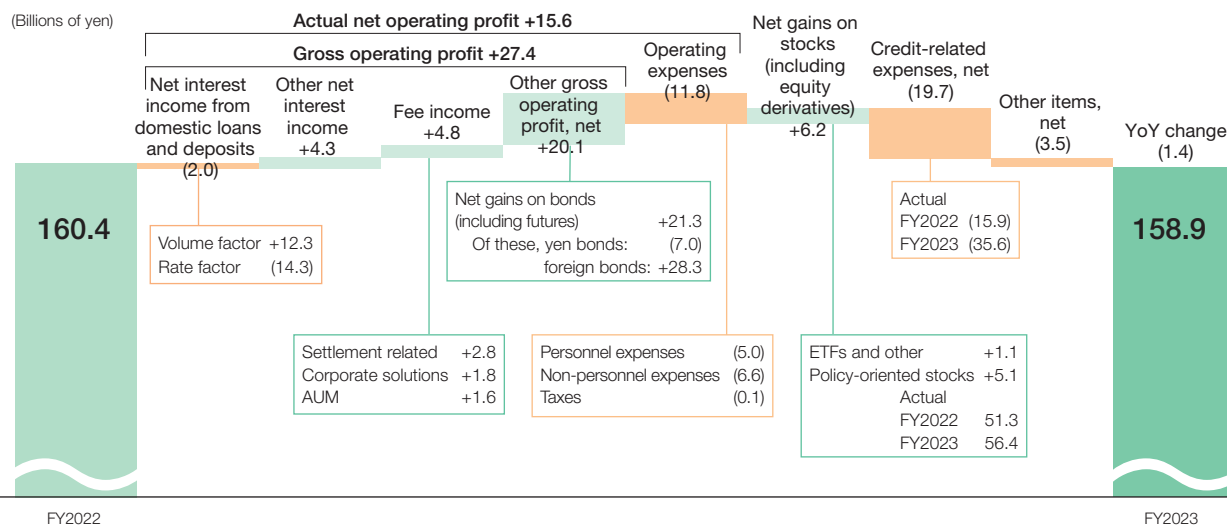 (Billions of yen)
Actual net operating profit +15.6
Gross operating profit +27.4
Net interest
income from
domestic loans
and deposits
(2.0)
Other net
interest
income
+4.3
Fee income
+4.8
Other gross
operating
profit, net
+20.1
Operating
expenses
(11.8)
Net gains on
stocks
(including
equity
derivatives)
+6.2
Credit-related
expenses, net
(19.7)
Other items,
net
(3.5)
YoY change
(1.4)
160.4
158.9
Volume factor +12.3
Rate factor (14.3)
Net gains on bonds
(including futures) +21.3
Of these, yen bonds: (7.0)
foreign bonds: +28.3
Actual
FY2022 (15.9)
FY2023 (35.6)
Settlement related +2.8
Corporate solutions +1.8
AUM +1.6
Personnel expenses (5.0)
Non-personnel expenses (6.6)
Taxes (0.1)
ETFs and other +1.1
Policy-oriented stocks +5.1
Actual
FY2022 51.3
FY2023 56.4
FY2022
FY2023